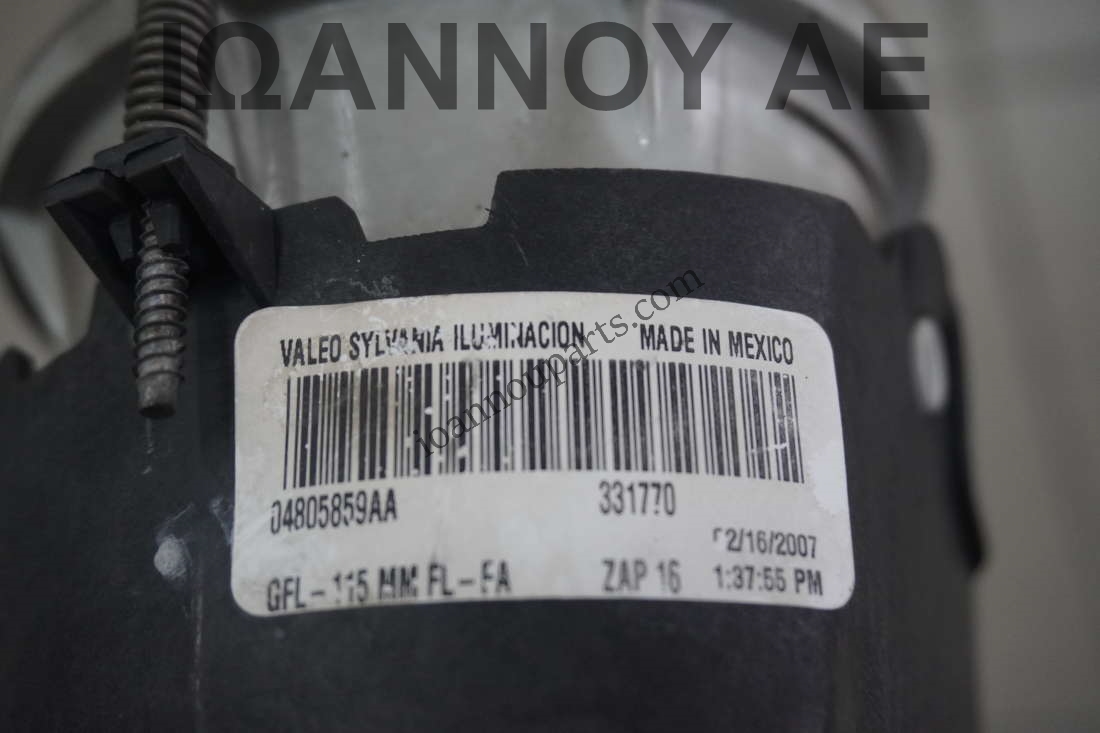 ΙΩΑΝΝΟΥ ΑΕ
VALEO SYLVANIA ILUMINACION MADE IN MEXICO
ioannouparts.com
04805859AA 331770
02/16/2007
GFL - 115 MM FL - FA ZAP 16 1:37:55 PM